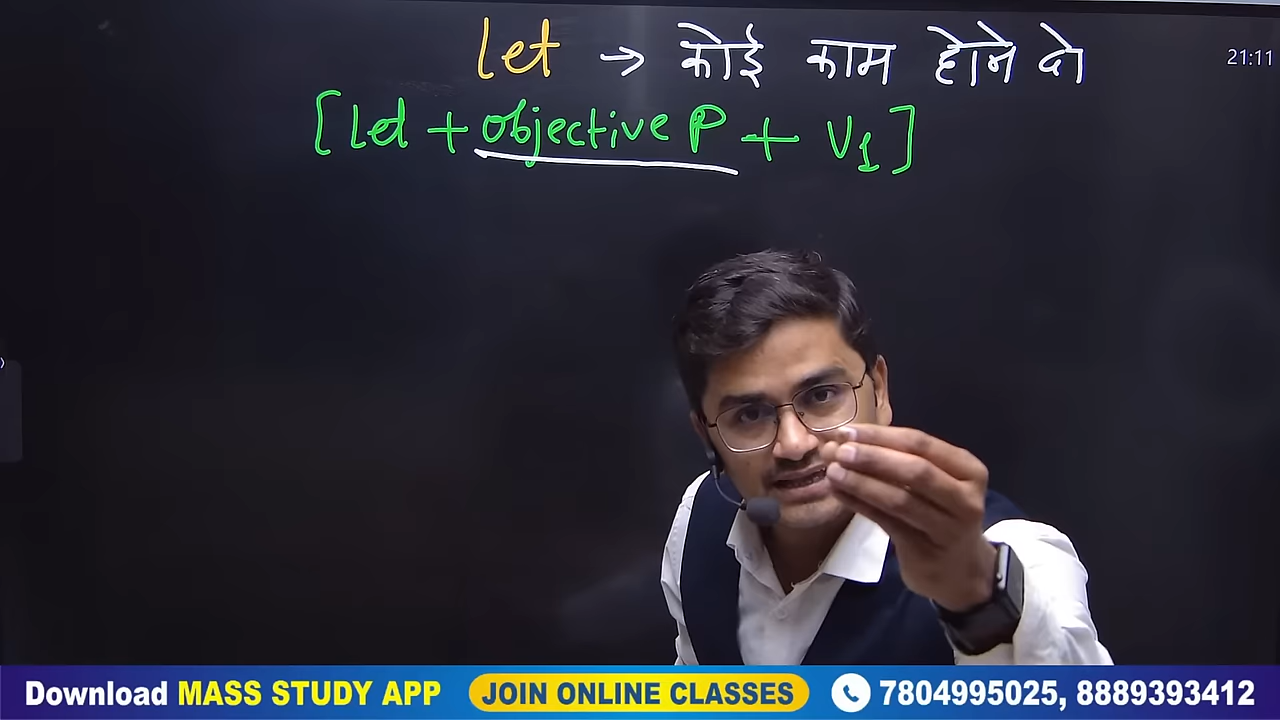 let → कोई काम होने दो
21:11
[let + objective P + V1]
Download MASS STUDY APP JOIN ONLINE CLASSES 7804995025, 8889393412